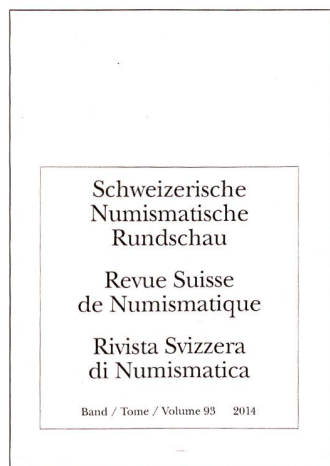 Schweizerische
Numismatische
Rundschau
Revue Suisse
de Numismatique
Rivista Svizzera
di Numismatica
Band / Tome / Volume 93 2014